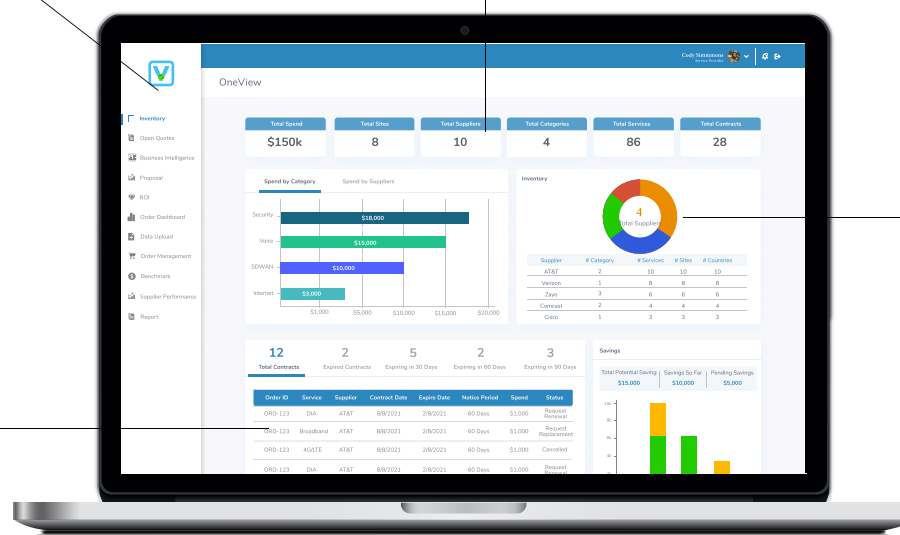 Cody Simmmons
Service Provider
OneView
Inventory
Open Quotes
Business Intelligence
Proposal
ROI
Order Dashboard
Data Upload
Order Management
Benchmark
Supplier Performance
Report
Total Spend Total Sites Total Suppliers Total Categories Total Services Total Contracts
$150k 8 10 4 86 28
Spend by Category Spend by Suppliers
Security $18,000
Voice $15,000
SDWAN $10,000
Internet $3,000
$1,000 $5,000 $10,000 $15,000 $20,000
Inventory
4
Total Suppliers
Supplier # Category # Services # Sites # Countries
AT&T 2 10 10 10
Verizon 1 8 8 8
Zayo 3 6 6 6
Comcast 2 4 4 4
Cisco 1 3 3 3
12 2 5 2 3
Total Contracts Expired Contracts Expiring in 30 Days Expiring in 60 Days Expiring in 90 Days
Order ID Service Supplier Contract Date Expire Date Notice Period Spend Status
ORD-123 DIA AT&T 8/8/2021 2/8/2021 60 Days $1,000 Request Renewal
ORD-123 Broadband AT&T 8/8/2021 2/8/2021 60 Days $1,000 Request Replacement
ORD-123 4G/LTE AT&T 8/8/2021 2/8/2021 60 Days $1,000 Cancelled
ORD-123 DIA AT&T 8/8/2021 2/8/2021 60 Days $1,000 Request Renewal
Savings
Total Potential Saving Savings So Far Pending Savings
$15,000 $10,000 $5,000
10k
8k
6k
4k